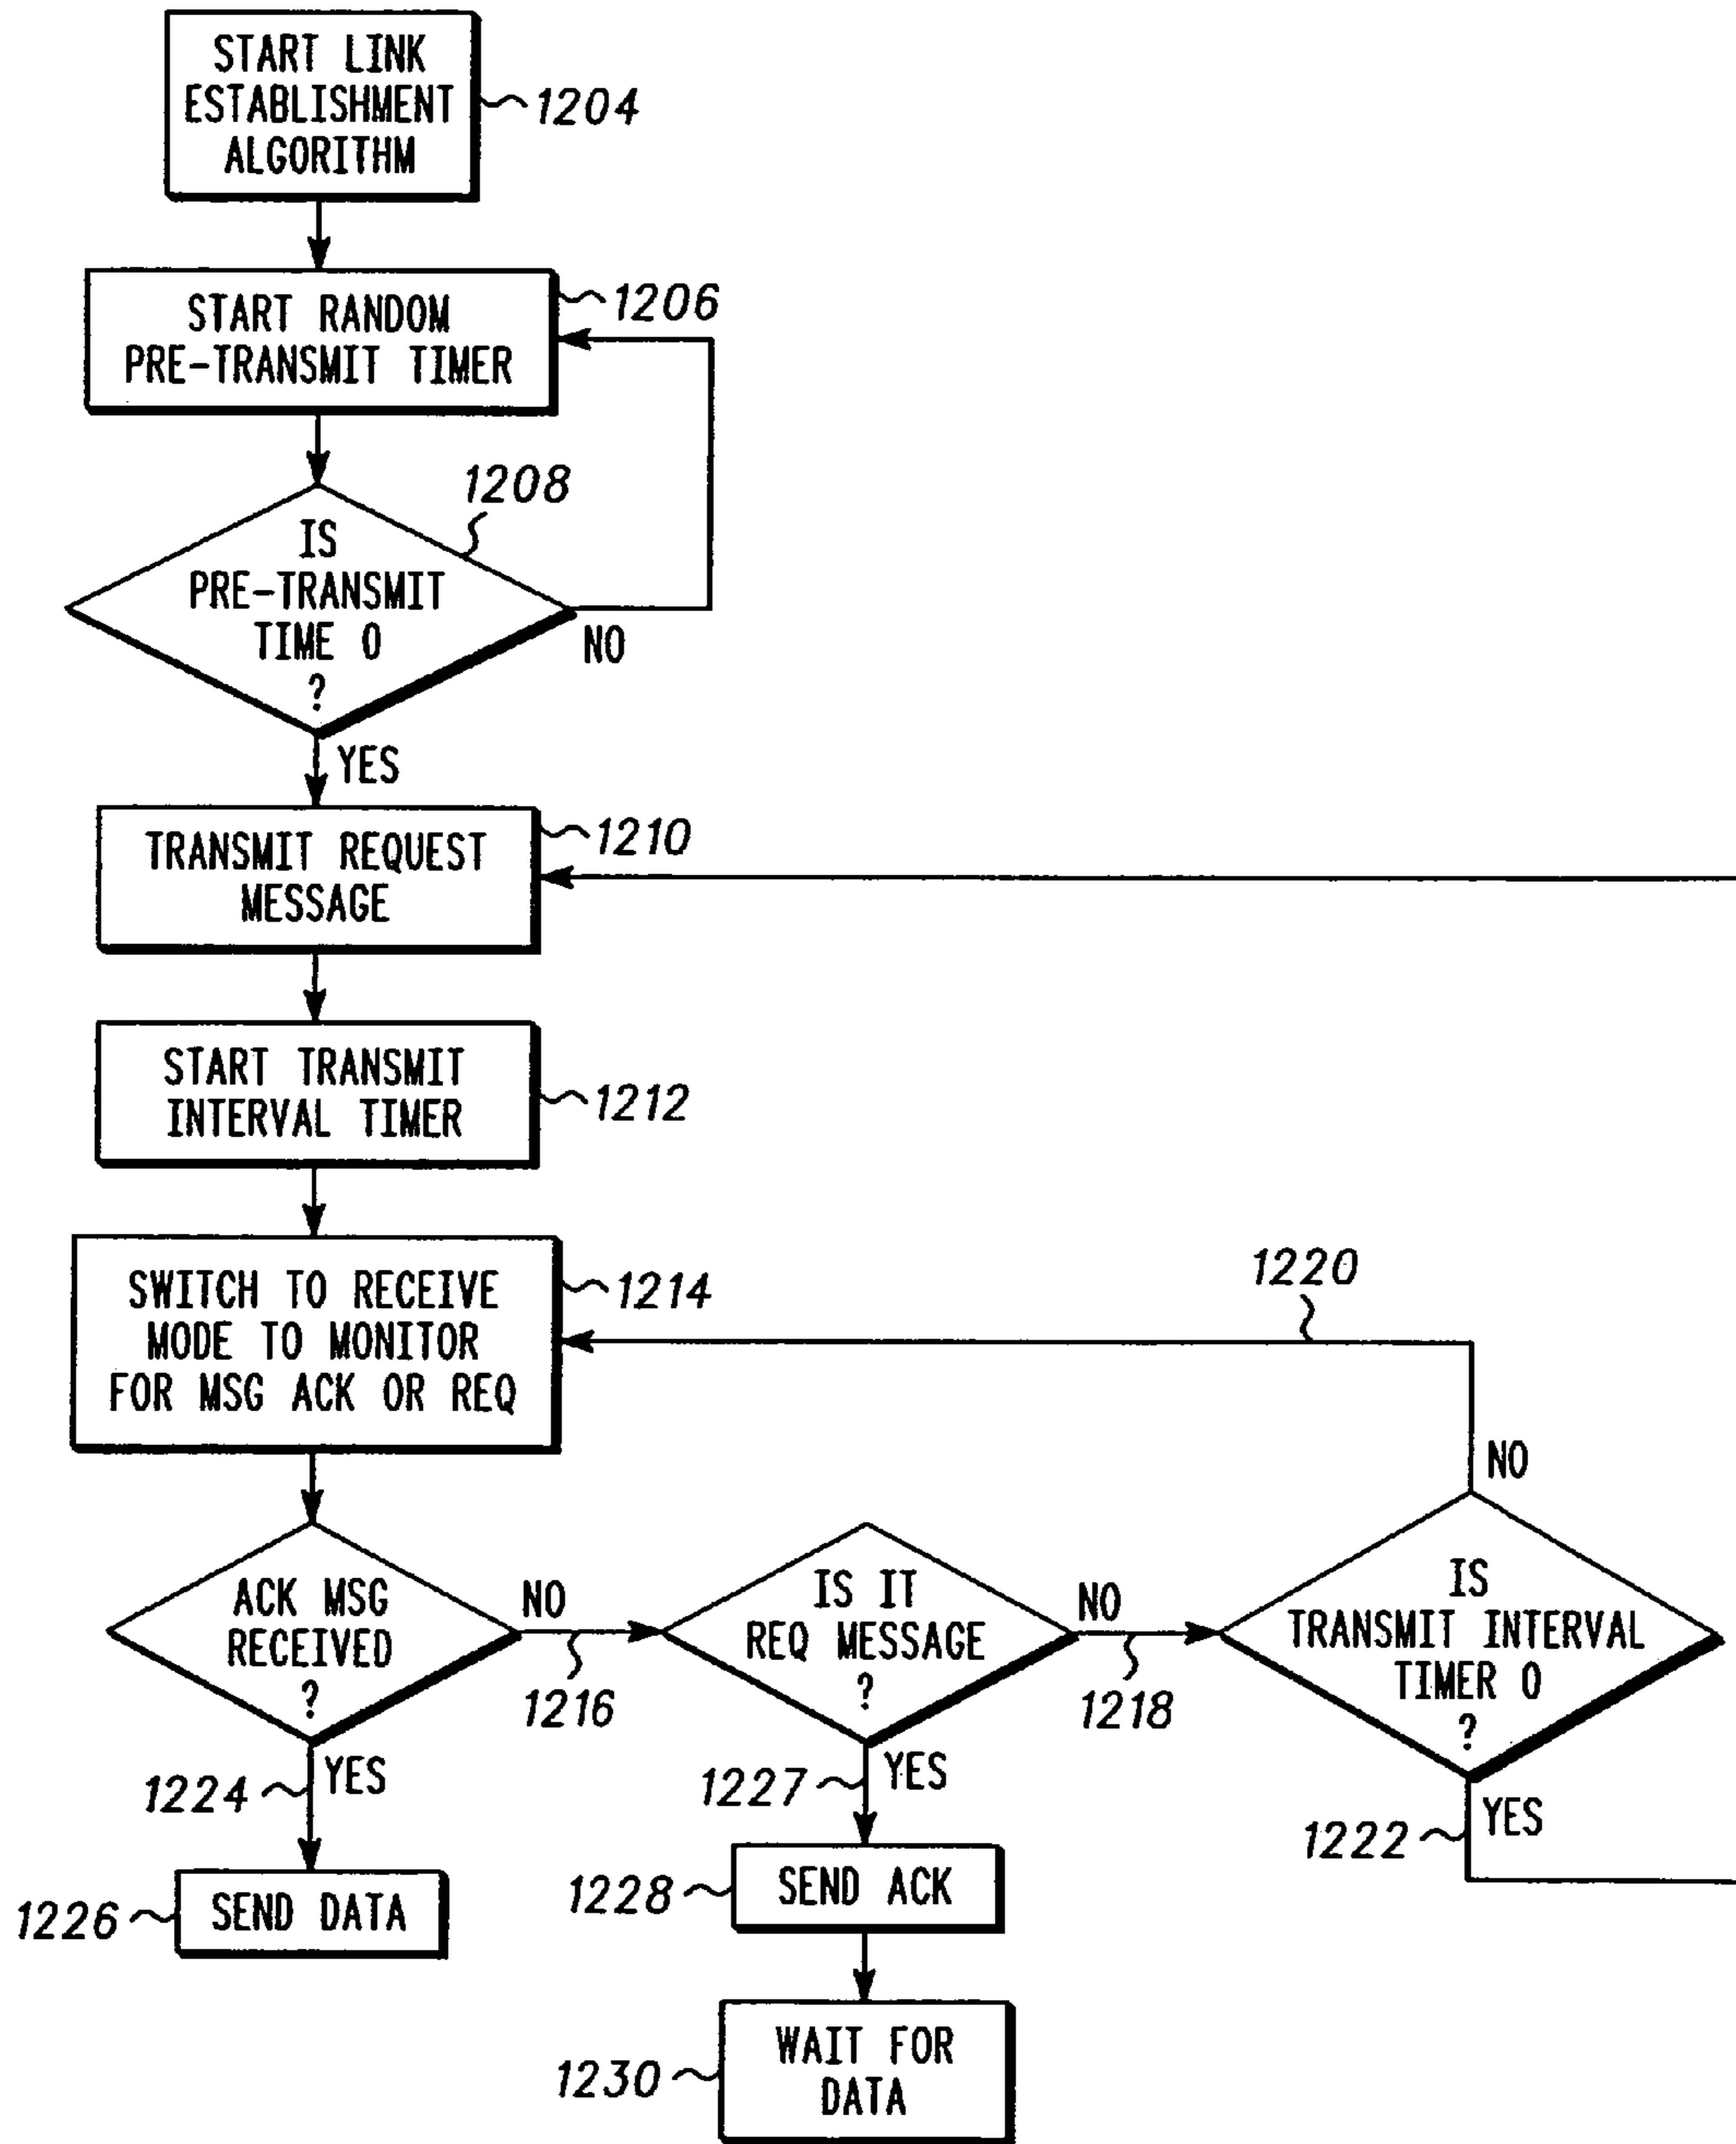 START LINK
ESTABLISHMENT
ALGORITHM
1204
START RANDOM
PRE-TRANSMIT TIMER
1206
1208
IS
PRE-TRANSMIT
TIME 0
?
NO
YES
TRANSMIT REQUEST
MESSAGE
1210
START TRANSMIT
INTERVAL TIMER
1212
SWITCH TO RECEIVE
MODE TO MONITOR
FOR MSG ACK OR REQ
1214
1220
NO
ACK MSG
RECEIVED
?
NO
1216
IS IT
REQ MESSAGE
?
NO
1218
IS
TRANSMIT INTERVAL
TIMER 0
?
1224
YES
1227
YES
1222
YES
1226
SEND DATA
1228
SEND ACK
1230
WAIT FOR
DATA